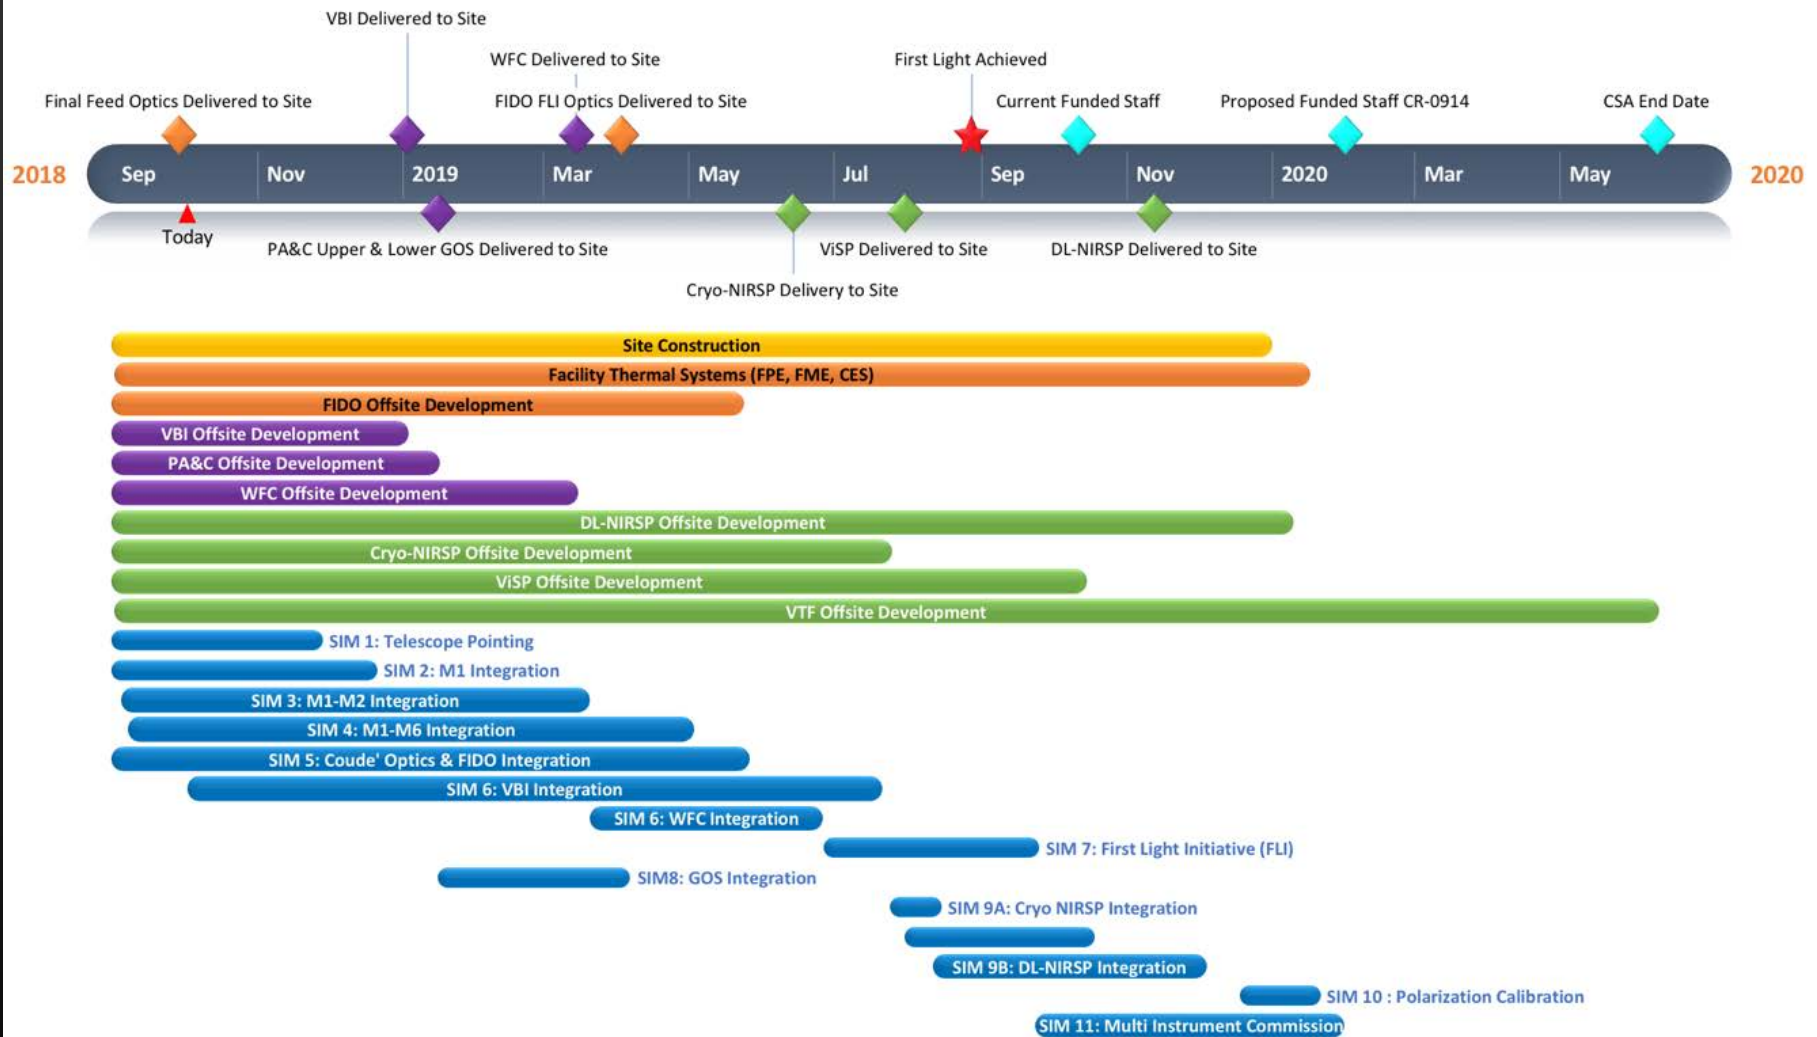 VBI Delivered to Site
WFC Delivered to Site
First Light Achieved
Final Feed Optics Delivered to Site
FIDO FLI Optics Delivered to Site
Current Funded Staff
Proposed Funded Staff CR-0914
CSA End Date
2018
Sep
Nov
2019
Mar
May
Jul
Sep
Nov
2020
Mar
May
2020
Today
PA&C Upper & Lower GOS Delivered to Site
ViSP Delivered to Site
DL-NIRSP Delivered to Site
Cryo-NIRSP Delivery to Site
Site Construction
Facility Thermal Systems (FPE, FME, CES)
FIDO Offsite Development
VBI Offsite Development
PA&C Offsite Development
WFC Offsite Development
DL-NIRSP Offsite Development
Cryo-NIRSP Offsite Development
ViSP Offsite Development
VTF Offsite Development
SIM 1: Telescope Pointing
SIM 2: M1 Integration
SIM 3: M1-M2 Integration
SIM 4: M1-M6 Integration
SIM 5: Coude' Optics & FIDO Integration
SIM 6: VBI Integration
SIM 6: WFC Integration
SIM 7: First Light Initiative (FLI)
SIM8: GOS Integration
SIM 9A: Cryo NIRSP Integration
SIM 9B: DL-NIRSP Integration
SIM 10 : Polarization Calibration
SIM 11: Multi Instrument Commission